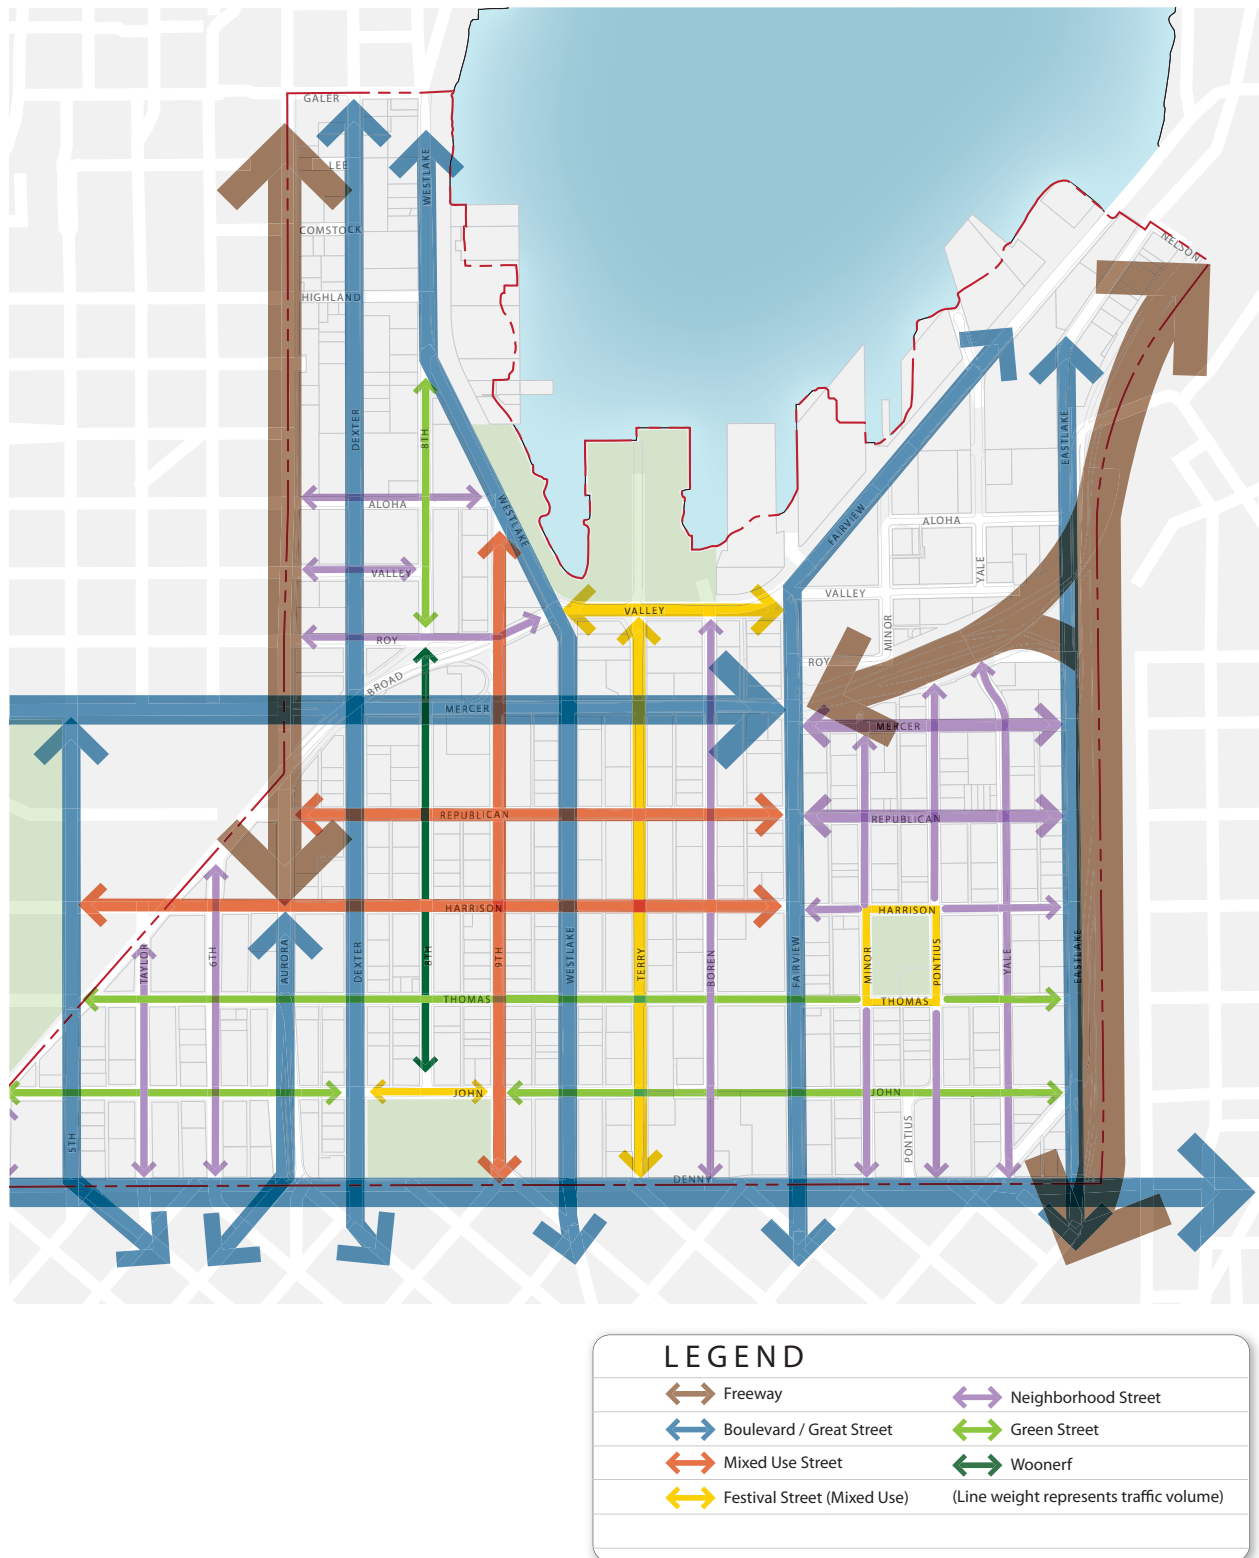 GALER
LEE
WESTLAKE
COMSTOCK
NELSON
HIGHLAND
DEXTER
8TH
EASTLAKE
ALOHA
WESTLAKE
FAIRVIEW
ALOHA
VALLEY
YALE
VALLEY
VALLEY
MINOR
ROY
ROY
BROAD
MERCER
MERCER
REPUBLICAN
REPUBLICAN
HARRISON
HARRISON
TAYLOR
6TH
AURORA
DEXTER
8TH
9TH
WESTLAKE
TERRY
BOREN
FAIRVIEW
MINOR
PONTIUS
YALE
EASTLAKE
THOMAS
THOMAS
JOHN
JOHN
5TH
PONTIUS
DENNY
LEGEND
Freeway
Neighborhood Street
Boulevard / Great Street
Green Street
Mixed Use Street
Woonerf
Festival Street (Mixed Use)
(Line weight represents traffic volume)